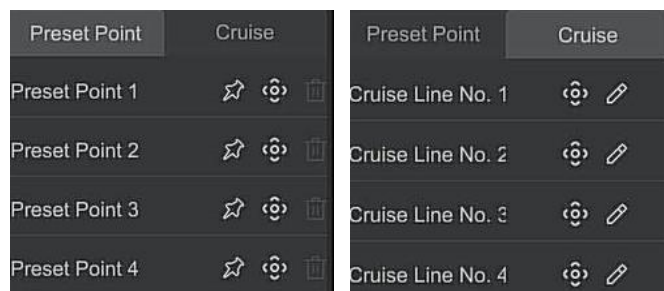 Preset Point Cruise
Preset Point 1
Preset Point 2
Preset Point 3
Preset Point 4
Preset Point Cruise
Cruise Line No. 1
Cruise Line No. 2
Cruise Line No. 3
Cruise Line No. 4